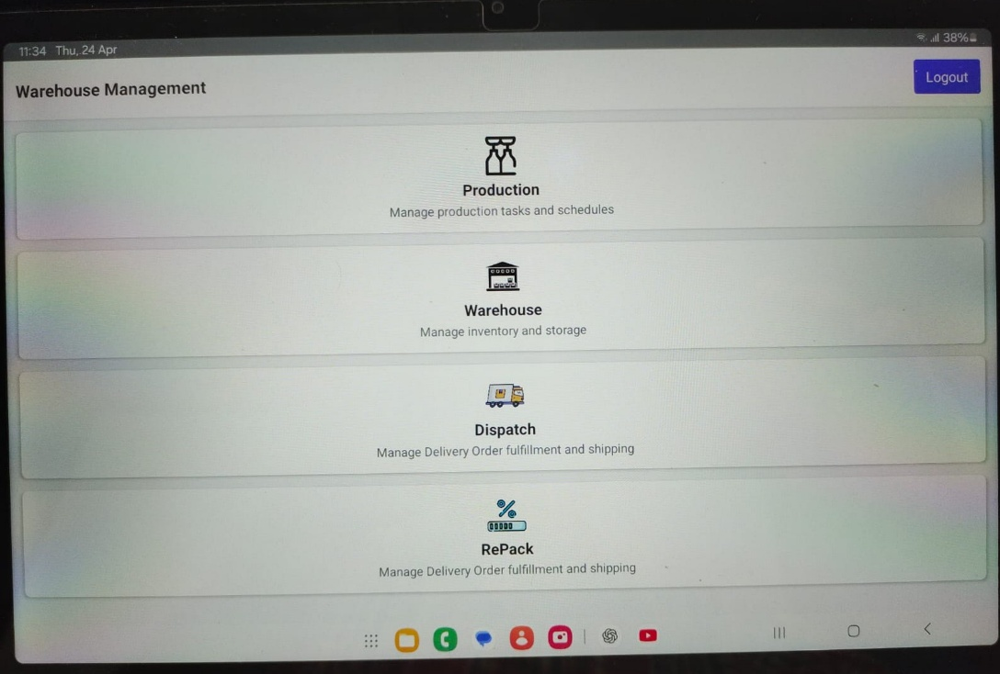 11:34 Thu, 24 Apr
38%
Warehouse Management
Logout
Production
Manage production tasks and schedules
Warehouse
Manage inventory and storage
Dispatch
Manage Delivery Order fulfillment and shipping
%
RePack
Manage Delivery Order fulfillment and shipping